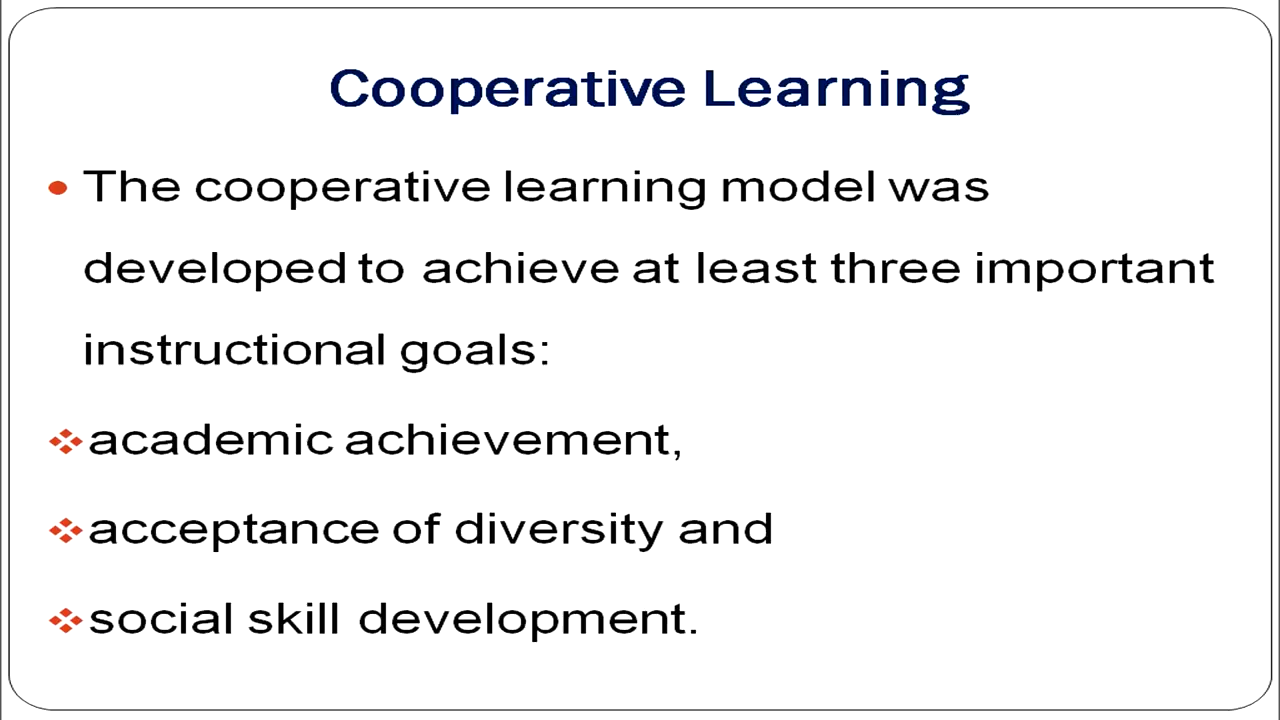 Cooperative Learning
• The cooperative learning model was
developed to achieve at least three important
instructional goals:
❖academic achievement,
❖acceptance of diversity and
❖social skill development.